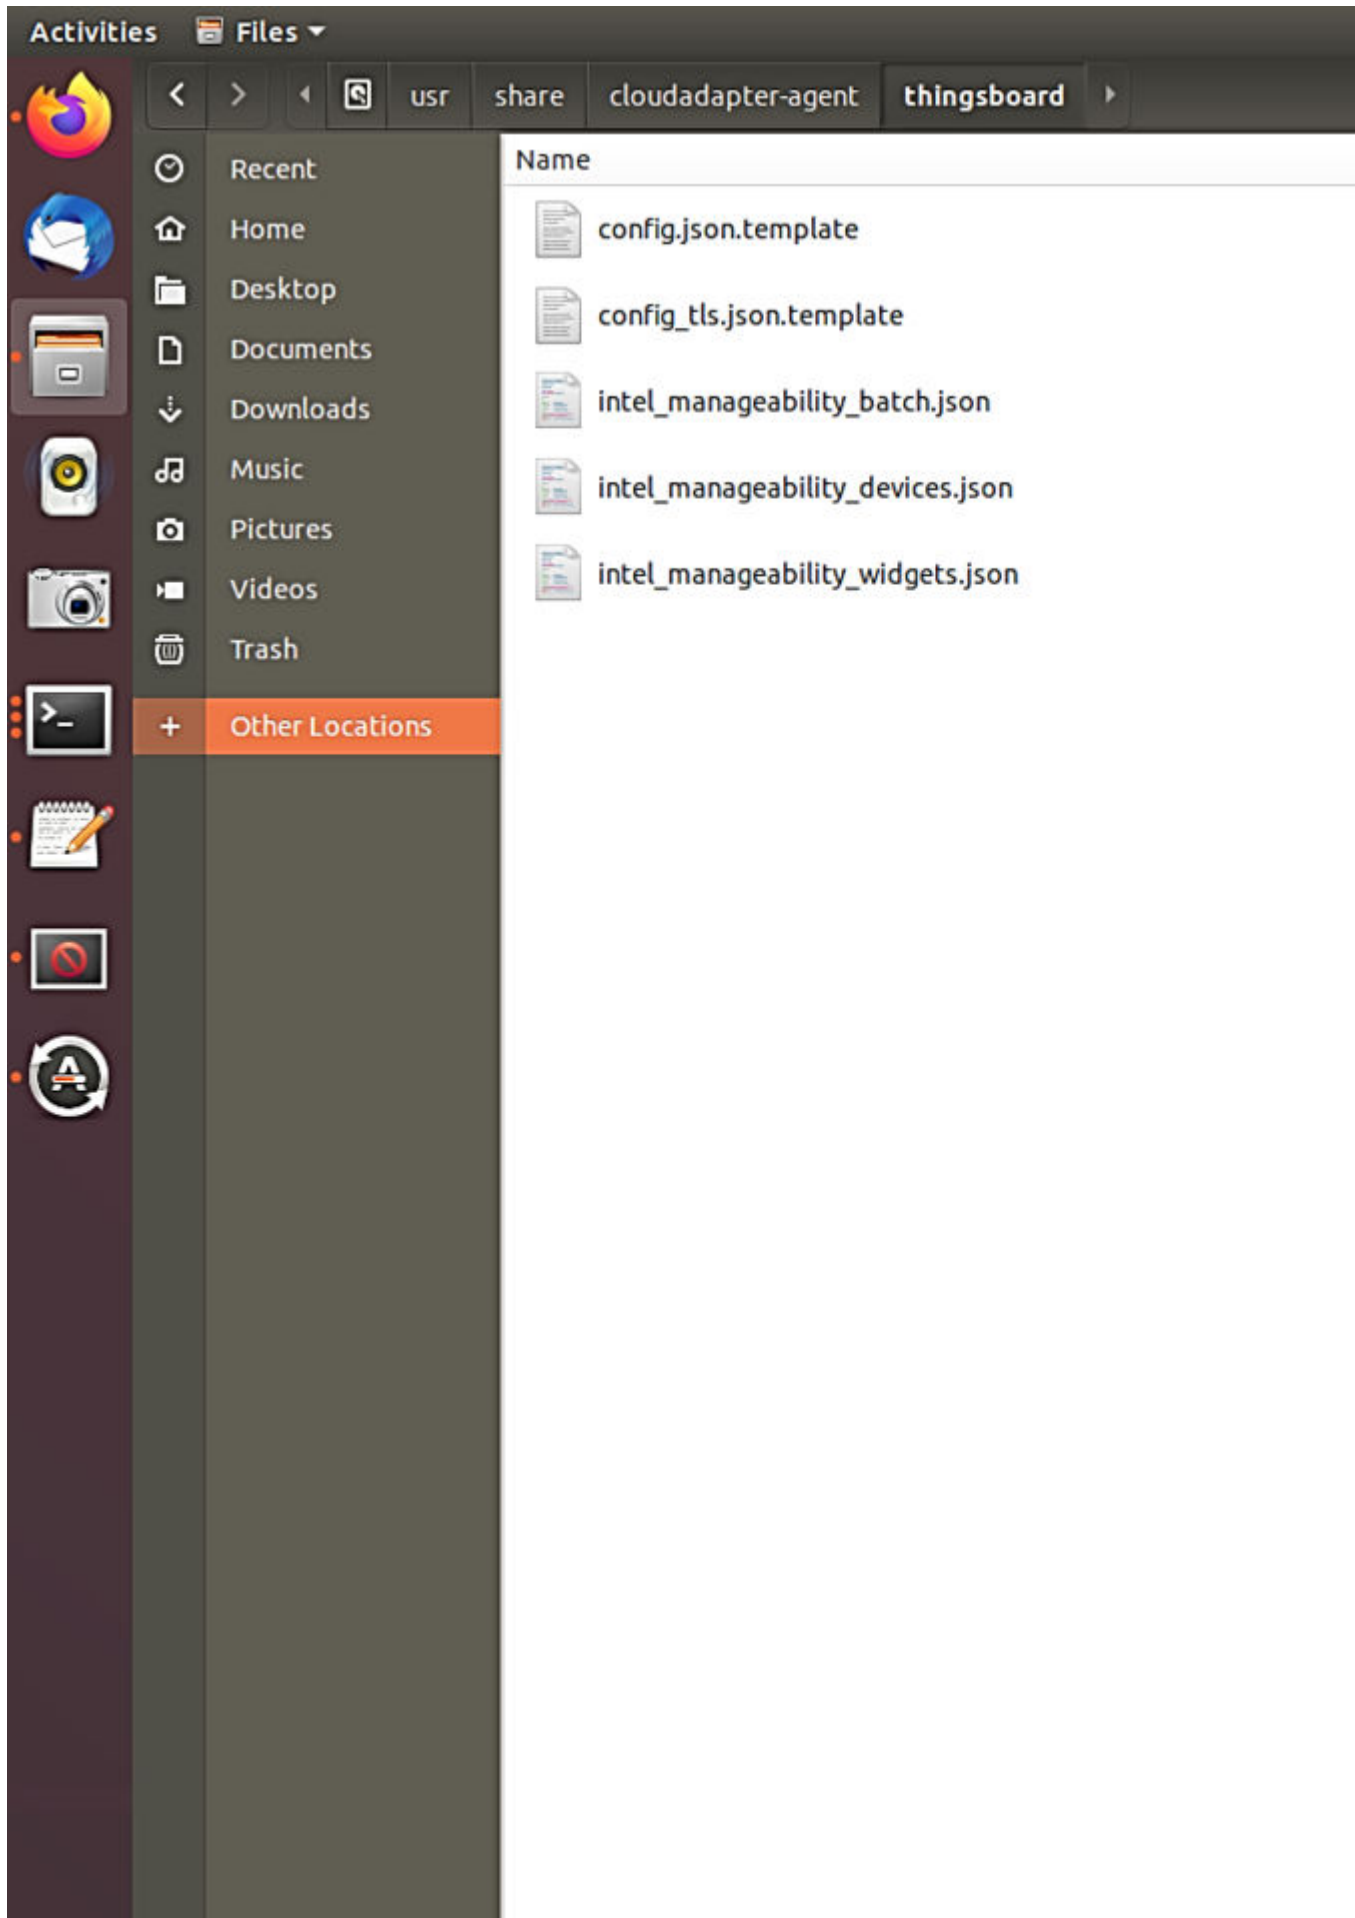 Activities Files
usr share cloudadapter-agent thingsboard
Recent
Home
Desktop
Documents
Downloads
Music
Pictures
Videos
Trash
Other Locations
Name
config.json.template
config_tls.json.template
intel_manageability_batch.json
intel_manageability_devices.json
intel_manageability_widgets.json